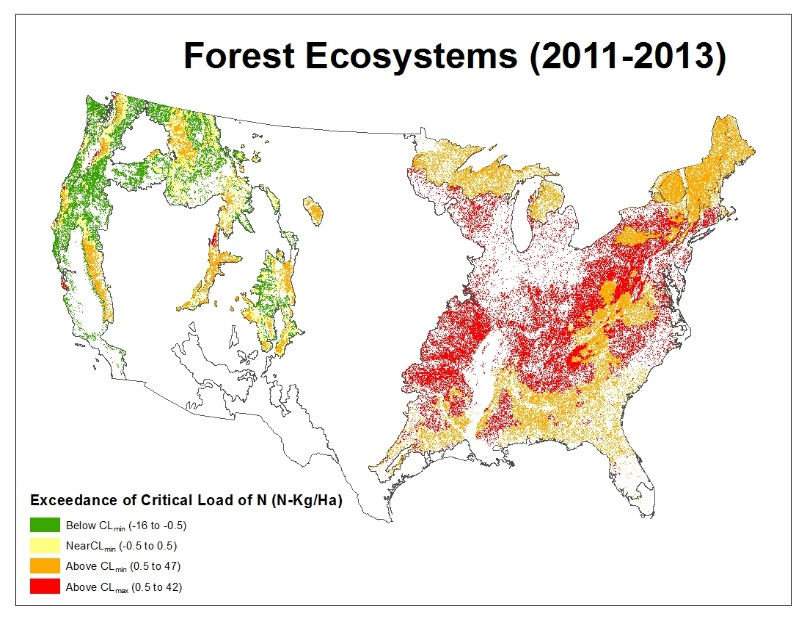 Forest Ecosystems (2011-2013)
Exceedance of Critical Load of N (N-Kg/Ha)
Below CLmin (-16 to -0.5)
NearCLmin (-0.5 to 0.5)
Above CLmin (0.5 to 47)
Above CLmax (0.5 to 42)